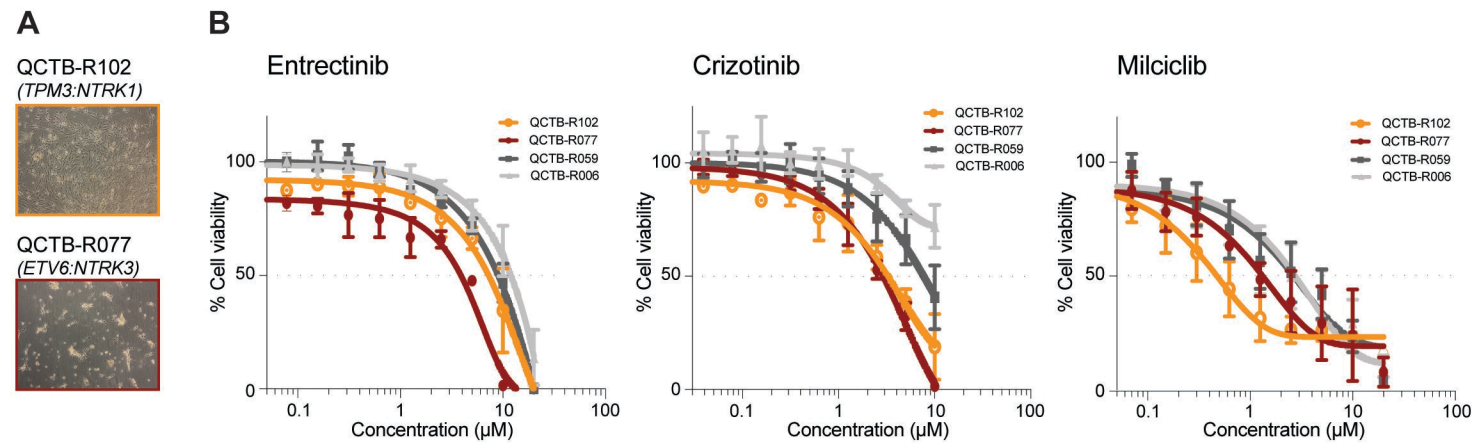 A
B
QCTB-R102
(TPM3:NTRK1)
QCTB-R077
(ETV6:NTRK3)
Entrectinib
QCTB-R102
QCTB-R077
QCTB-R059
QCTB-R006
% Cell viability
100
50
0
0.1
1
10
100
Concentration (µM)
Crizotinib
QCTB-R102
QCTB-R077
QCTB-R059
QCTB-R006
% Cell viability
100
50
0
0.1
1
10
100
Concentration (µM)
Milciclib
QCTB-R102
QCTB-R077
QCTB-R059
QCTB-R006
% Cell viability
100
50
0
0.1
1
10
100
Concentration (µM)